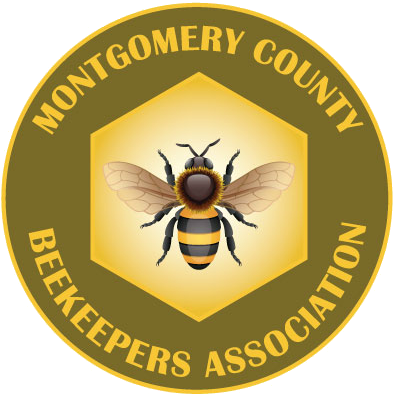 MONTGOMERY COUNTY
BEEKEEPERS ASSOCIATION